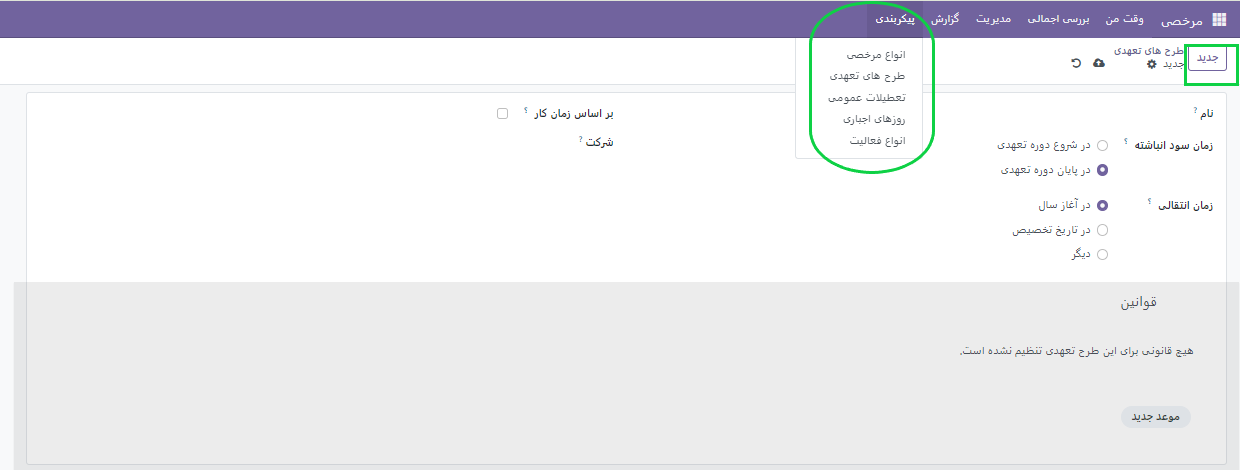 مرخصی وقت من بررسی اجمالی مدیریت گزارش پیکربندی
جدید
طرح های تعهدی
جدید
انواع مرخصی
طرح های تعهدی
تعطیلات عمومی
روزهای اجباری
انواع فعالیت
نام ?
زمان سود انباشته ?
در شروع دوره تعهدی
در پایان دوره تعهدی
زمان انتقالی ?
در آغاز سال
در تاریخ تخصیص
دیگر
بر اساس زمان کار ?
شرکت ?
قوانین
هیچ قانونی برای این طرح تعهدی تنظیم نشده است.
موعد جدید